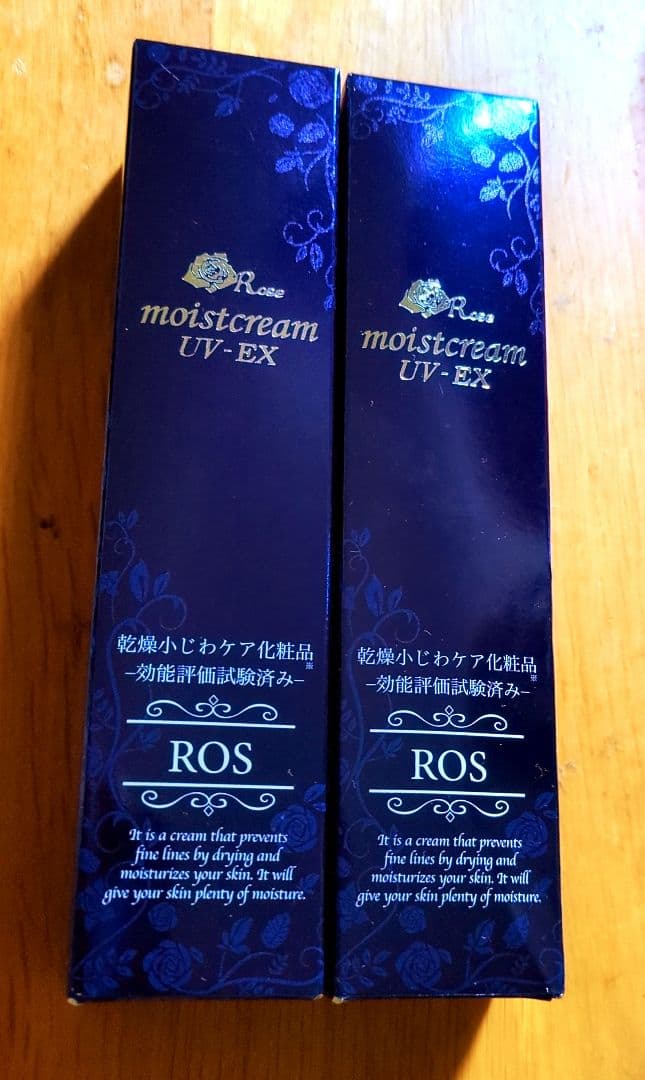 Rose
moistcream
UV-EX
乾燥小じわケア化粧品※
–効能評価試験済み–
ROS
It is a cream that prevents
fine lines by drying and
moisturizes your skin. It will
give your skin plenty of moisture.
Rose
moistcream
UV-EX
乾燥小じわケア化粧品※
–効能評価試験済み–
ROS
It is a cream that prevents
fine lines by drying and
moisturizes your skin. It will
give your skin plenty of moisture.